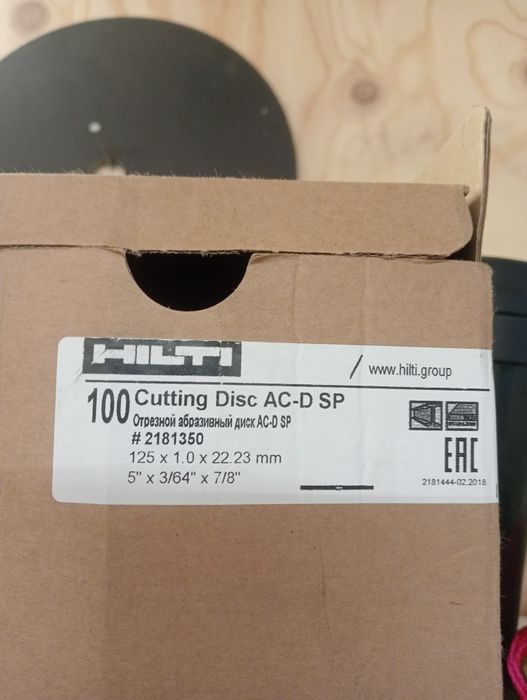 HILTI
/ www.hilti.group
100 Cutting Disc AC-D SP
Отрезной абразивный диск AC-D SP
# 2181350
125 x 1.0 x 22.23 mm
5" x 3/64" x 7/8"
EAC
2181444-02.2018